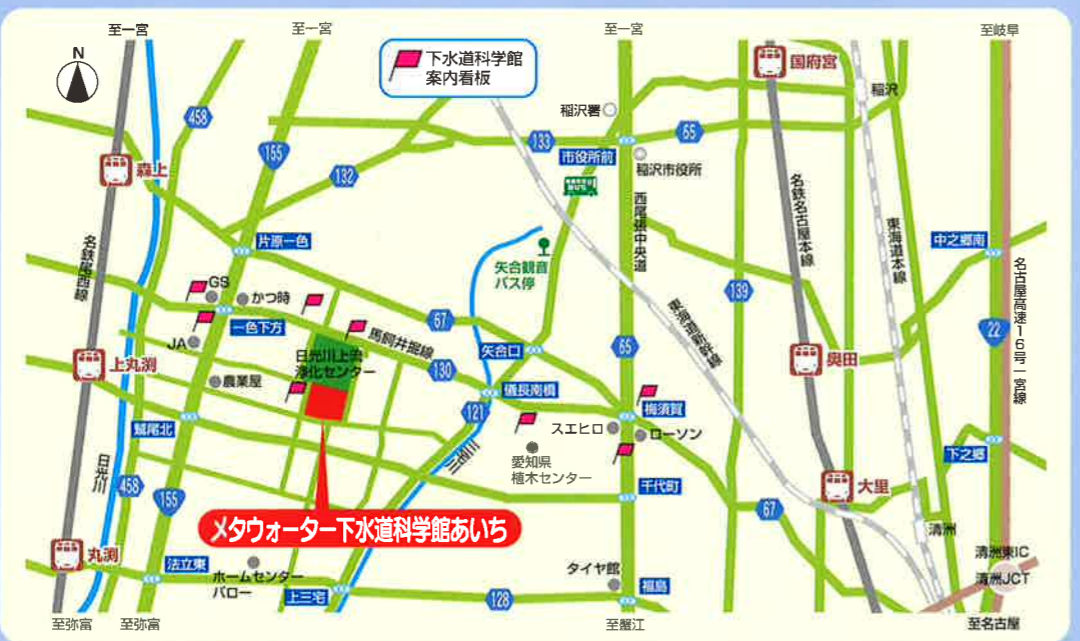 至一宮
至一宮
至一宮
至岐阜
N
下水道科学館
案内看板
国府宮
稲沢
稲沢署
458
155
132
133
65
市役所前
稲沢市役所
森上
名鉄尾西線
片原一色
西尾張中央道
名鉄名古屋本線
東海道本線
中之郷南
名古屋高速16号一宮線
矢合観音
バス停
GS
かつ時
一色下方
JA
67
馬飼井堀線
日光川上流
浄化センター
130
矢合口
65
139
22
東海道新幹線
上丸渕
農業屋
儀長南橋
121
梅須賀
スエヒロ
ローソン
奥田
鷲尾北
三宅川
愛知県
植木センター
千代町
下之郷
日光川
458
155
67
大里
メタウォーター下水道科学館あいち
清洲
清洲東IC
清洲JCT
丸渕
法立東
ホームセンター
バロー
上三宅
128
タイヤ館
福島
至弥富
至弥富
至蟹江
至名古屋